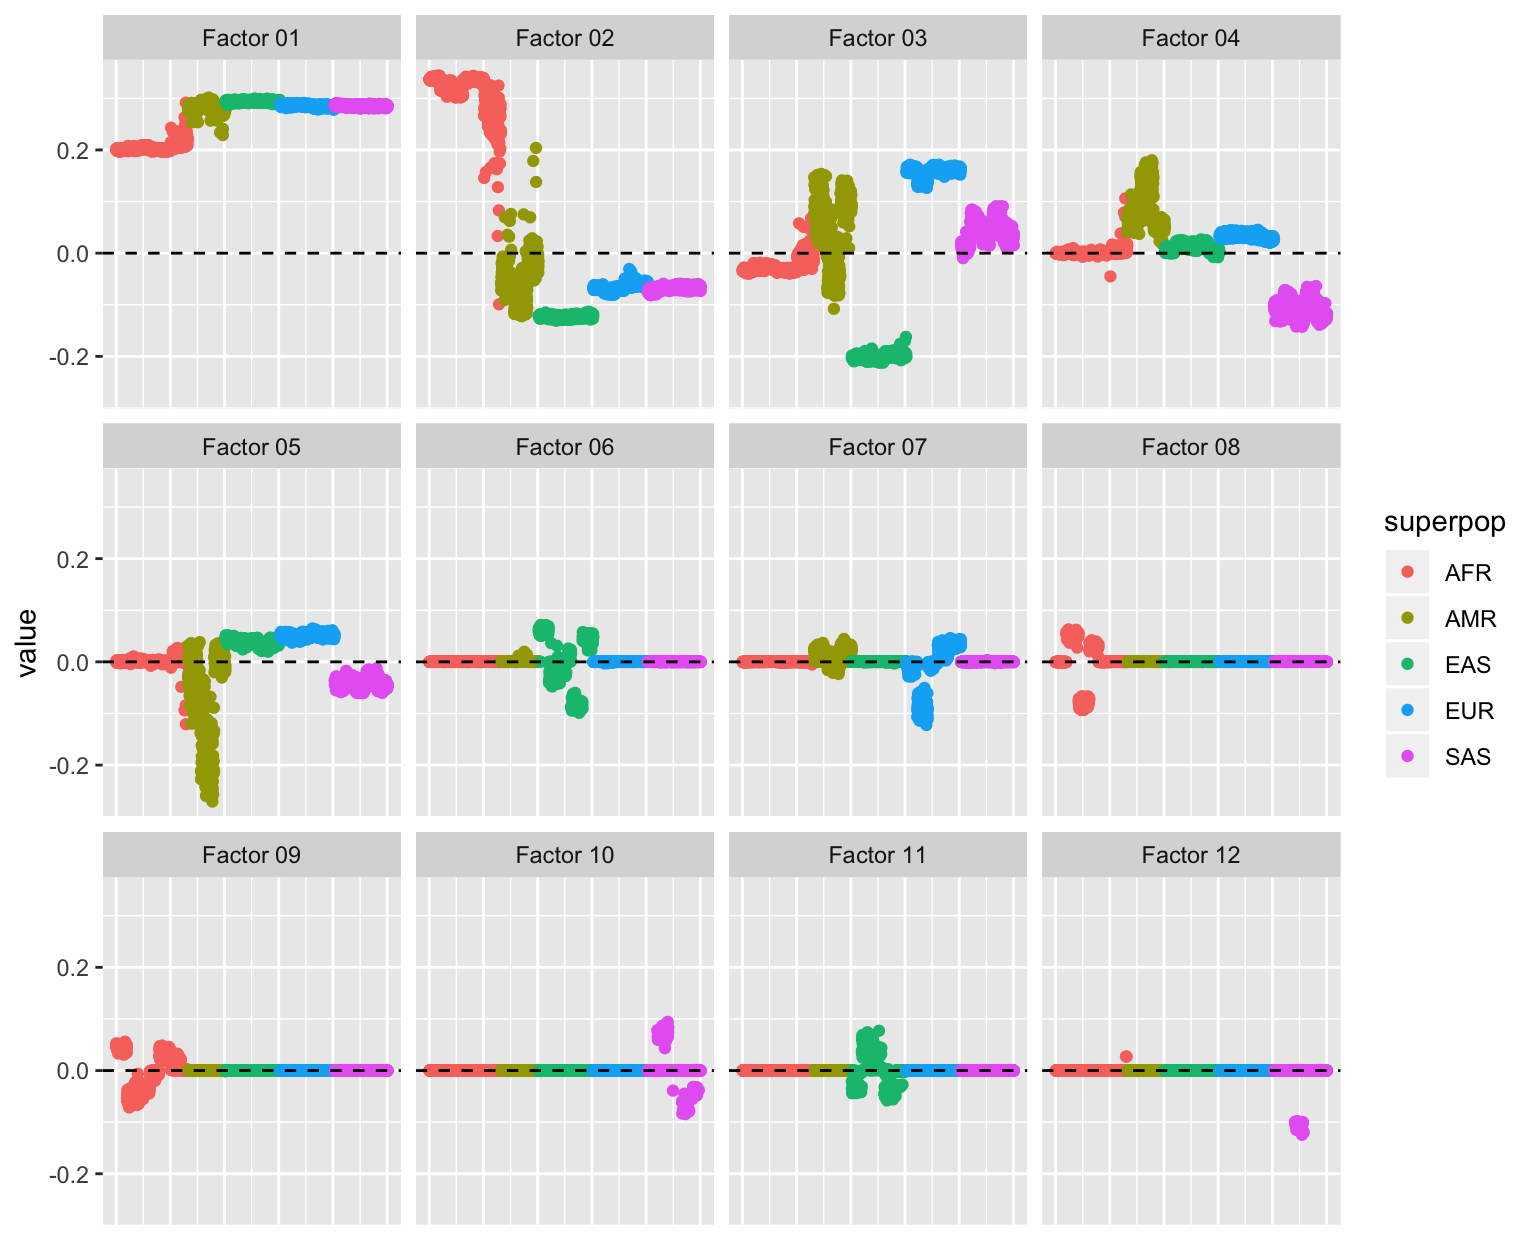 Factor 01
Factor 02
Factor 03
Factor 04
0.2
0.0
-0.2
Factor 05
Factor 06
Factor 07
Factor 08
0.2
0.0
-0.2
Factor 09
Factor 10
Factor 11
Factor 12
0.2
0.0
-0.2
value
superpop
AFR
AMR
EAS
EUR
SAS